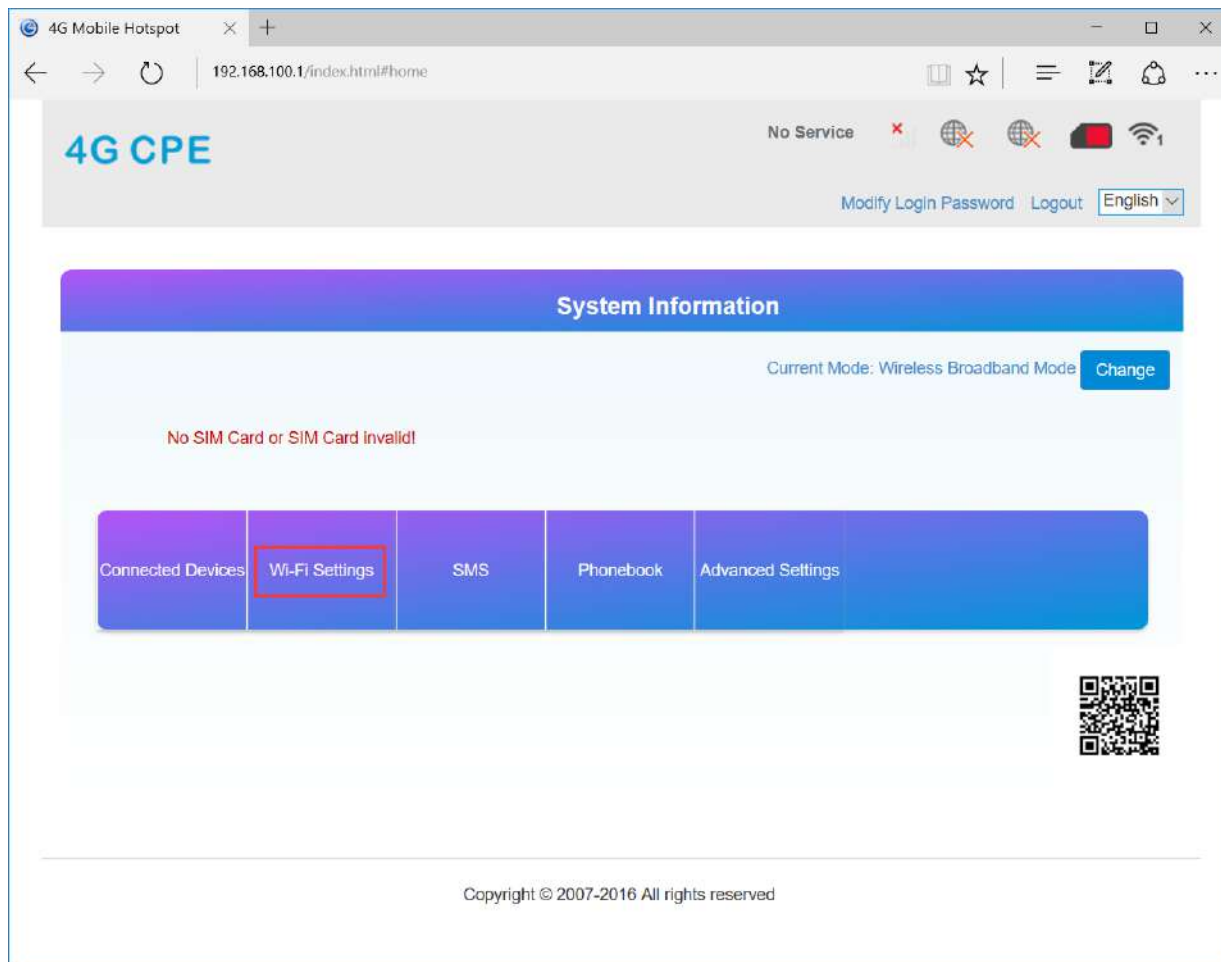 4G Mobile Hotspot
192.168.100.1/index.html#home
4G CPE
No Service
1
Modify Login Password Logout English
System Information
Current Mode: Wireless Broadband Mode Change
No SIM Card or SIM Card invalid!
Connected Devices Wi-Fi Settings SMS Phonebook Advanced Settings
Copyright © 2007-2016 All rights reserved